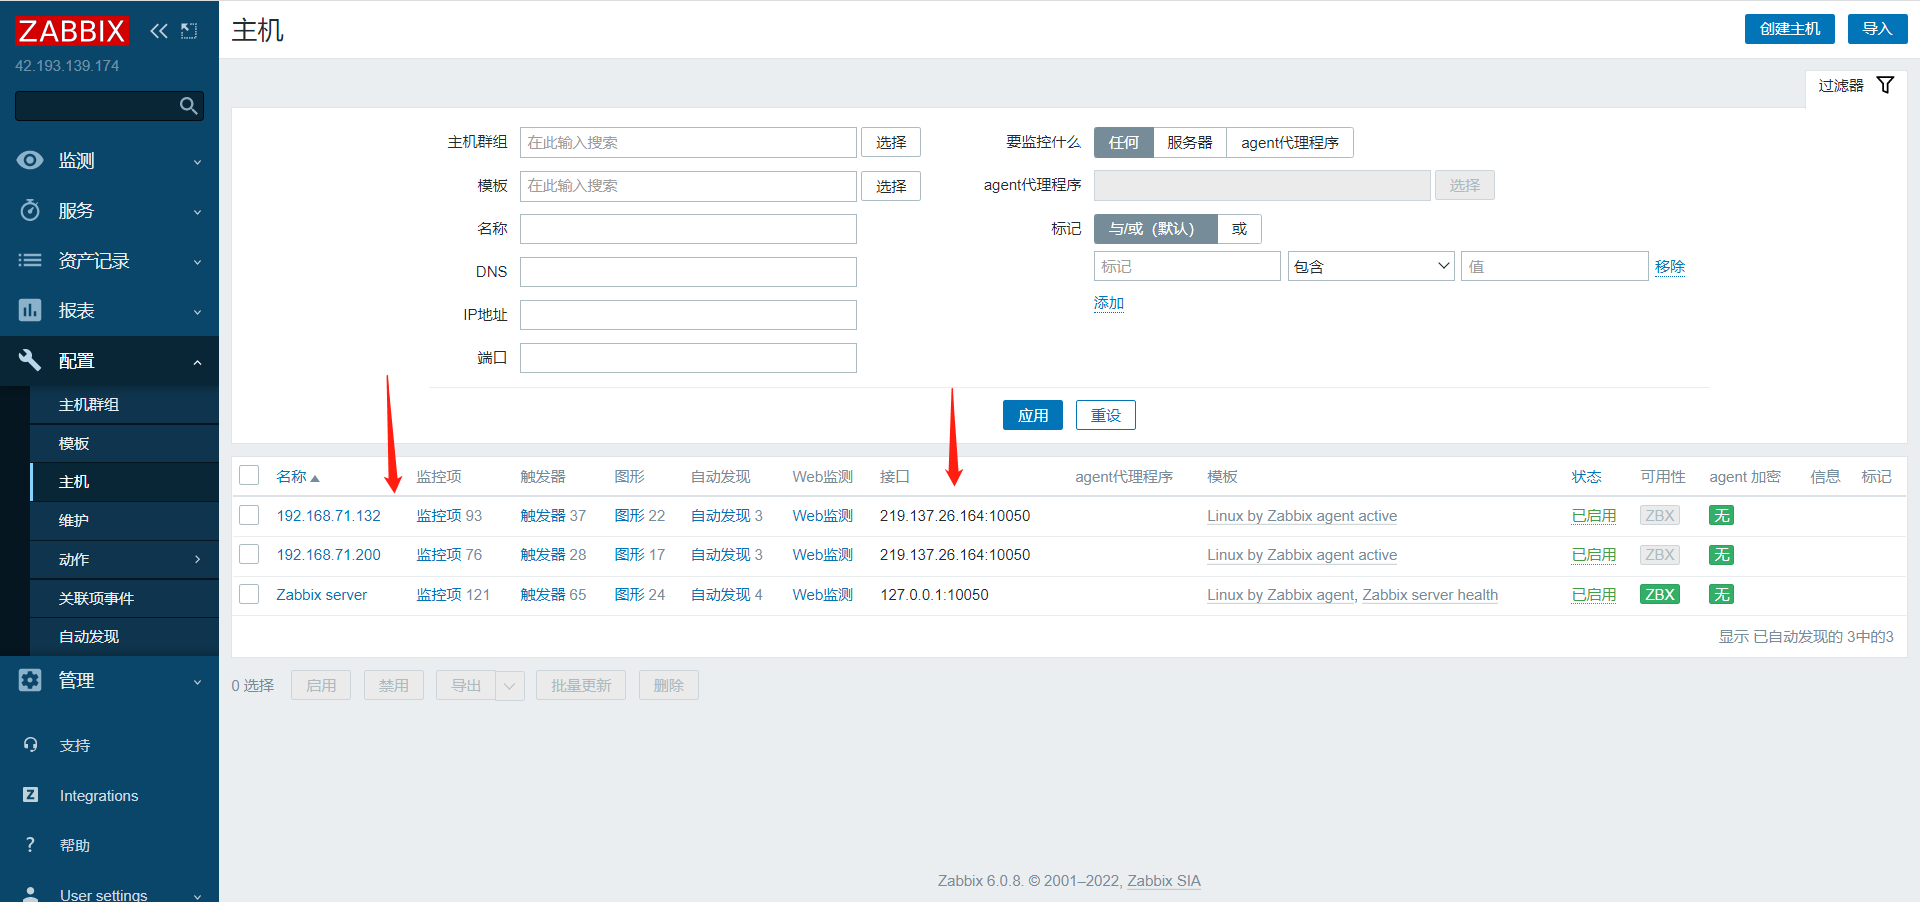 ZABBIX
42.193.139.174
监测
服务
资产记录
报表
配置
主机群组
模板
主机
维护
动作
关联项事件
自动发现
管理
支持
Integrations
帮助
User settings
主机
创建主机 导入
过滤器
主机群组 在此输入搜索 选择
模板 在此输入搜索 选择
名称
DNS
IP地址
端口
要监控什么 任何 服务器 agent代理程序
agent代理程序 选择
标记 与/或（默认） 或
标记 包含 值 移除
添加
应用 重设
名称 监控项 触发器 图形 自动发现 Web监测 接口 agent代理程序 模板 状态 可用性 agent 加密 信息 标记
192.168.71.132 监控项 93 触发器 37 图形 22 自动发现 3 Web监测 219.137.26.164:10050 Linux by Zabbix agent active 已启用 ZBX 无
192.168.71.200 监控项 76 触发器 28 图形 17 自动发现 3 Web监测 219.137.26.164:10050 Linux by Zabbix agent active 已启用 ZBX 无
Zabbix server 监控项 121 触发器 65 图形 24 自动发现 4 Web监测 127.0.0.1:10050 Linux by Zabbix agent, Zabbix server health 已启用 ZBX 无
显示 已自动发现的 3中的3
0 选择 启用 禁用 导出 批量更新 删除
Zabbix 6.0.8. © 2001–2022, Zabbix SIA